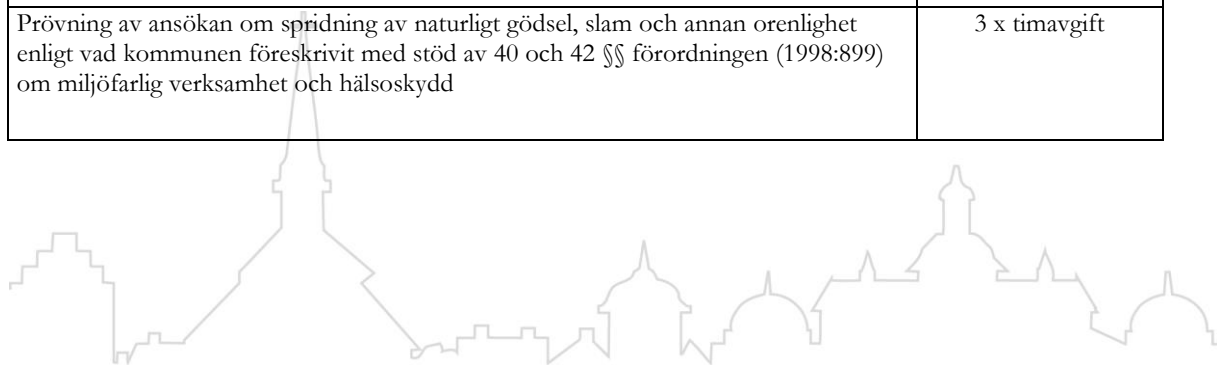 Prövning av ansökan om spridning av naturligt gödsel, slam och annan orenlighet
enligt vad kommunen föreskrivit med stöd av 40 och 42 §§ förordningen (1998:899)
om miljöfarlig verksamhet och hälsoskydd
3 x timavgift